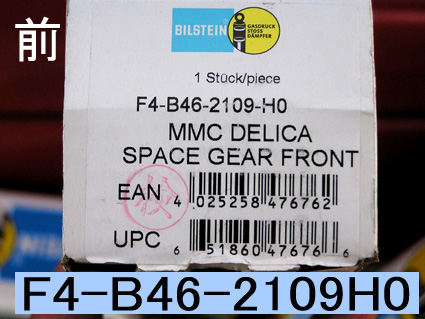 前
BILSTEIN
GASDRUCK
STOSS
DÄMPFER
1 Stück/piece
F4-B46-2109-H0
MMC DELICA
SPACE GEAR FRONT
EAN 4 025258 476762
UPC 6 51860 47676 6
BILSTEIN
F4-B46-2109H0